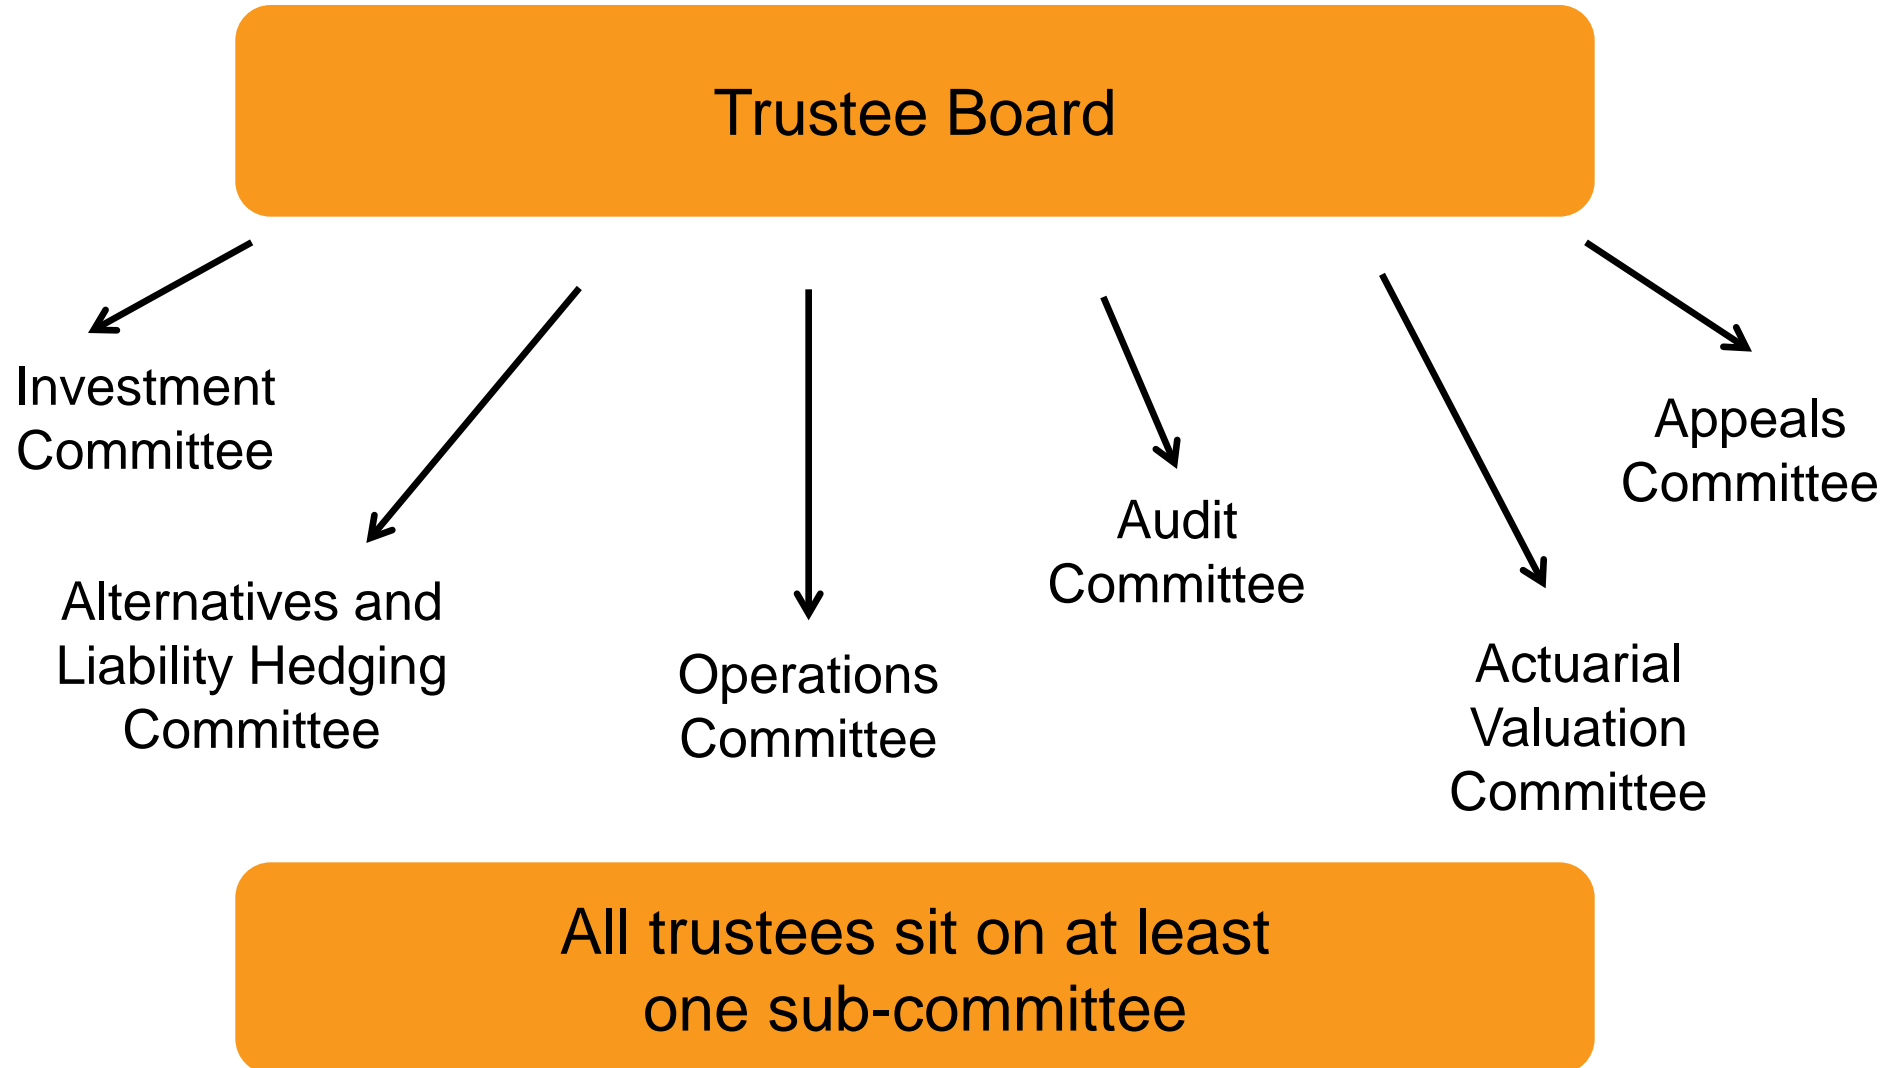 Trustee Board
Investment
Committee
Alternatives and
Liability Hedging
Committee
Operations
Committee
Audit
Committee
Actuarial
Valuation
Committee
Appeals
Committee
All trustees sit on at least
one sub-committee